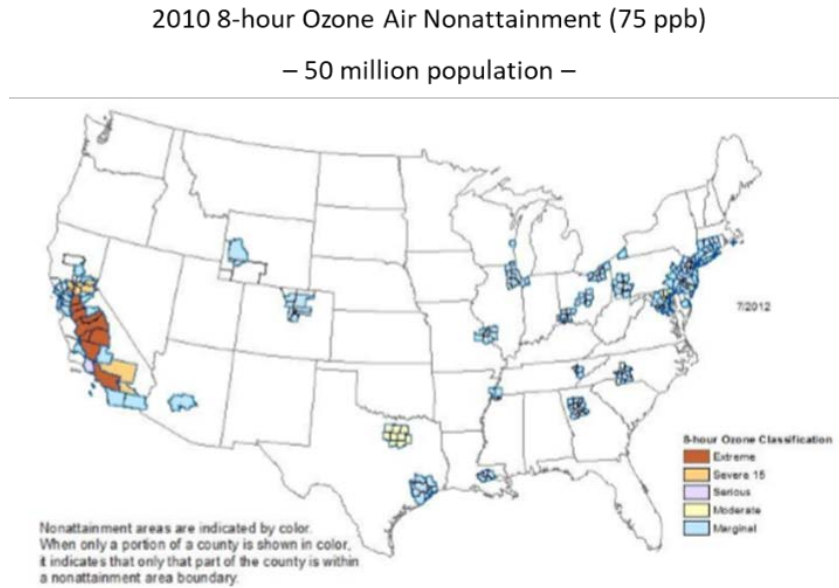 2010 8-hour Ozone Air Nonattainment (75 ppb)
– 50 million population –
7/2012
8-hour Ozone Classification
Extreme
Severe 15
Serious
Moderate
Marginal
Nonattainment areas are indicated by color.
When only a portion of a county is shown in color,
it indicates that only that part of the county is within
a nonattainment area boundary.